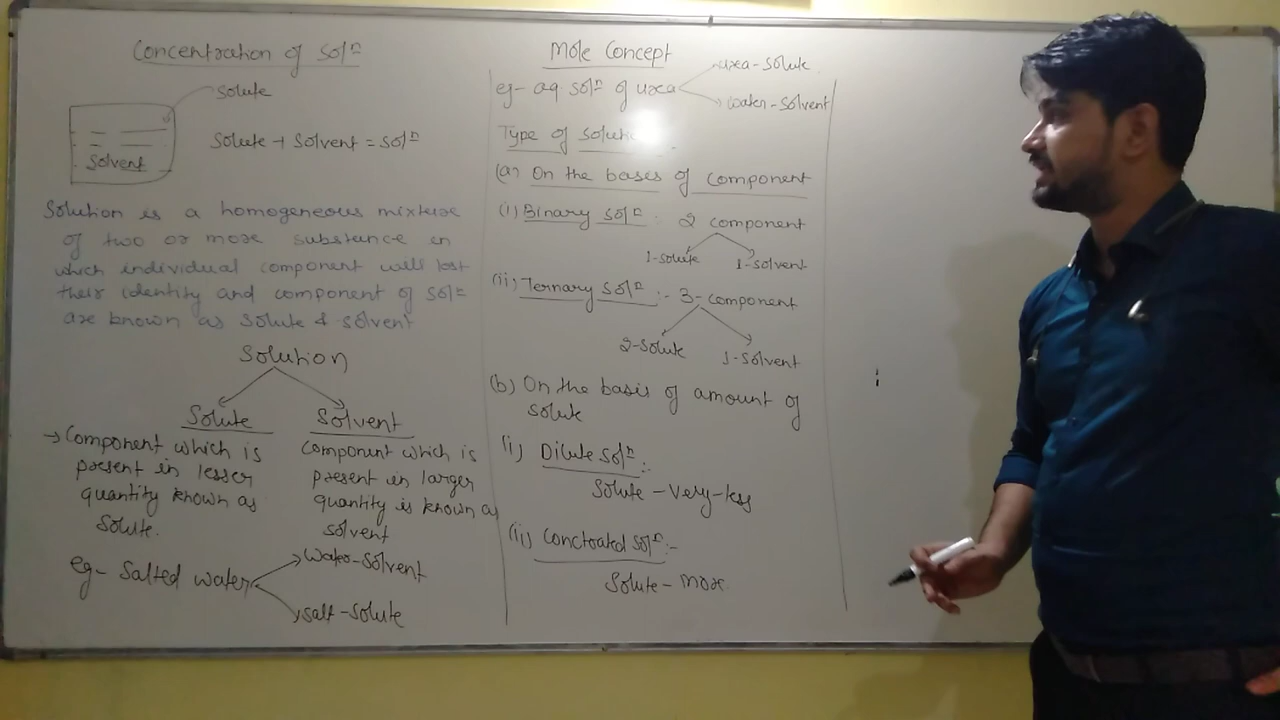 Concentration of Solⁿ
solute
Solvent
Solute + Solvent = Solⁿ
Solution is a homogeneous mixture
of two or more substance in
which individual component will lost
their identity and component of Solⁿ
are known as Solute & solvent
Solution
Solute
→ Component which is
present in lesser
quantity known as
Solute.
Solvent
Component which is
present in larger
quantity is known as
solvent
eg- Salted water
Water-Solvent
Salt-Solute
Mole Concept
eg- aq solⁿ of urea
urea-Solute
water-Solvent
Type of Solution
(a) On the bases of component
(i) Binary solⁿ : 2 component
1-solute 1-solvent
(ii) Ternary solⁿ :- 3-component
2-Solute 1-Solvent
(b) On the basis of amount of
solute
(i) Dilute Solⁿ :-
Solute - Very-less
(ii) Conctrated solⁿ :-
Solute - more